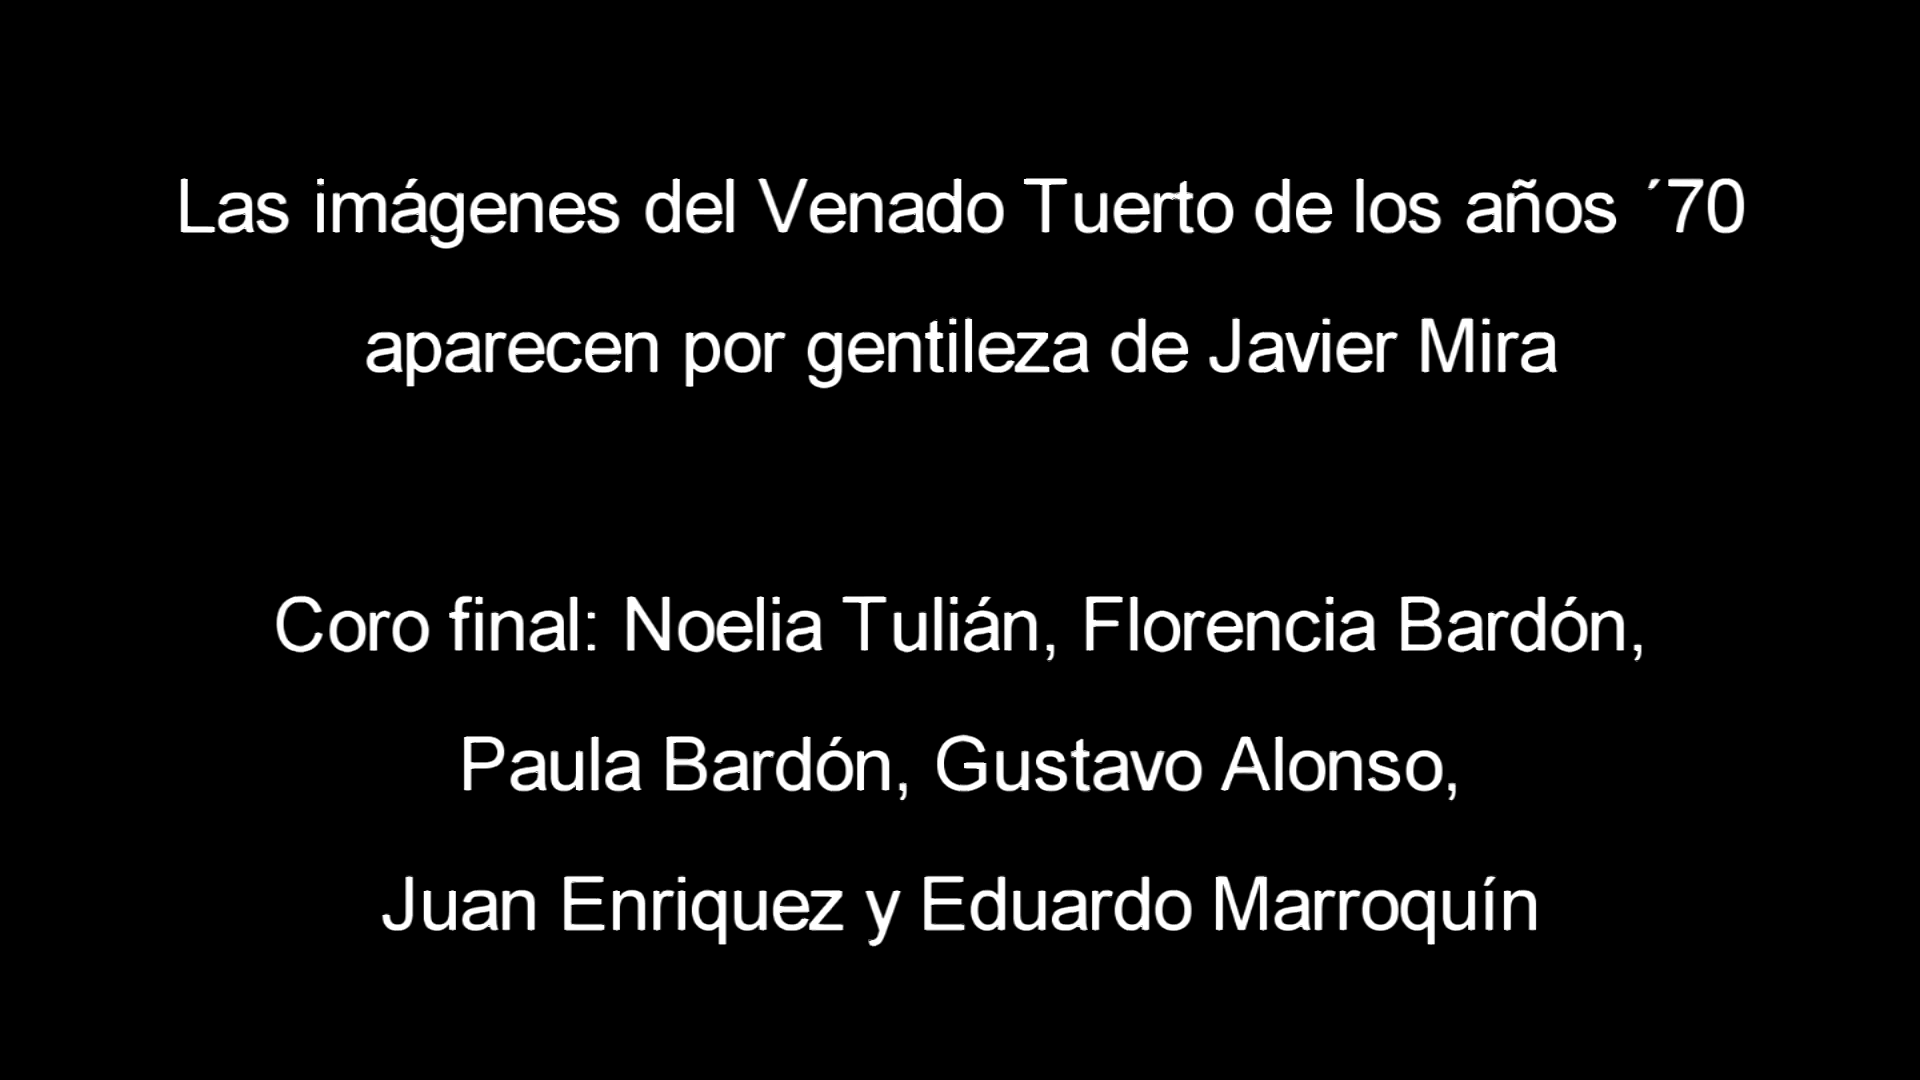 Las imágenes del Venado Tuerto de los años ´70
aparecen por gentileza de Javier Mira
Coro final: Noelia Tulián, Florencia Bardón,
Paula Bardón, Gustavo Alonso,
Juan Enriquez y Eduardo Marroquín